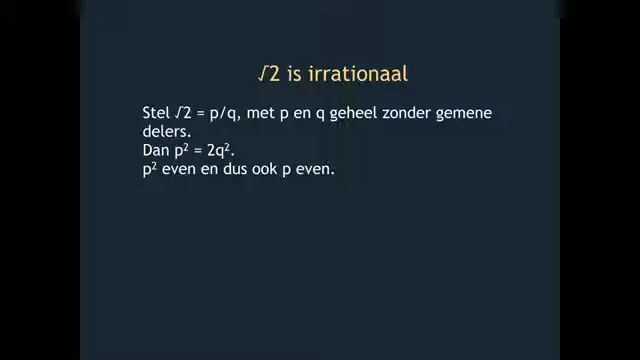 √2 is irrationaal
Stel √2 = p/q, met p en q geheel zonder gemene
delers.
Dan p² = 2q².
p² even en dus ook p even.